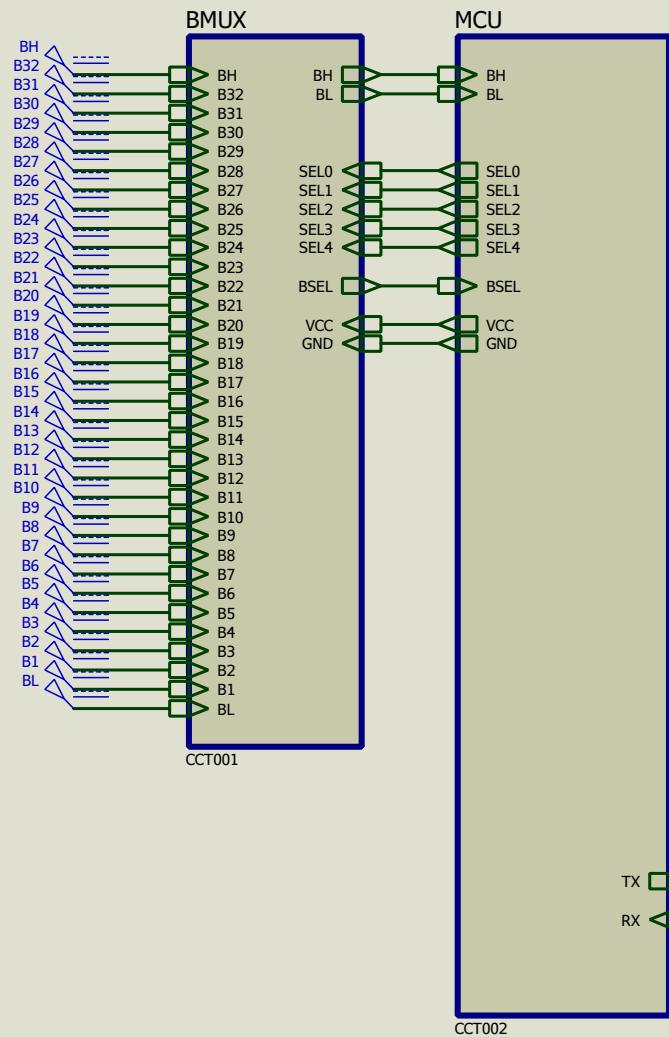 BMUX
MCU
BH
B32
B31
B30
B29
B28
B27
B26
B25
B24
B23
B22
B21
B20
B19
B18
B17
B16
B15
B14
B13
B12
B11
B10
B9
B8
B7
B6
B5
B4
B3
B2
B1
BL
BH
B32
B31
B30
B29
B28
B27
B26
B25
B24
B23
B22
B21
B20
B19
B18
B17
B16
B15
B14
B13
B12
B11
B10
B9
B8
B7
B6
B5
B4
B3
B2
B1
BL
BH
BL
SEL0
SEL1
SEL2
SEL3
SEL4
BSEL
VCC
GND
CCT001
BH
BL
SEL0
SEL1
SEL2
SEL3
SEL4
BSEL
VCC
GND
TX
RX
CCT002